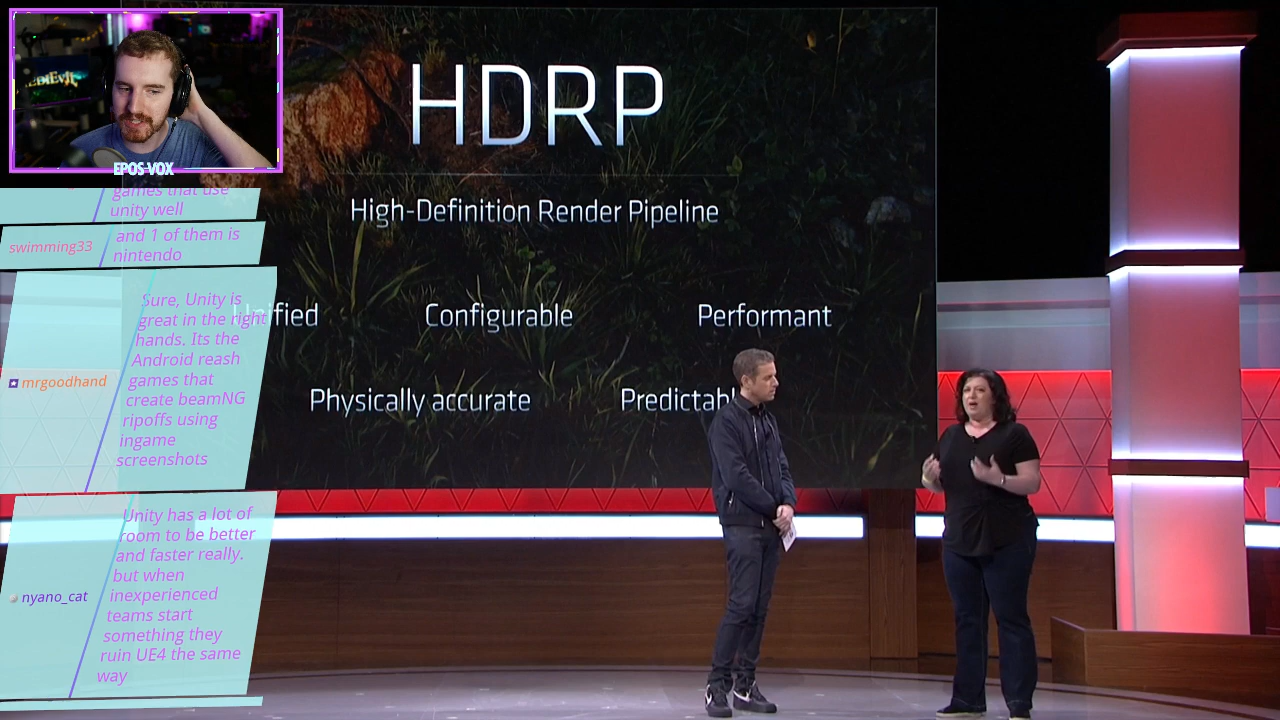 MEDIEVIL
EPOS VOX
games that use
unity well
swimming33
and 1 of them is
nintendo
mrgoodhand
Sure, Unity is
great in the right
hands. Its the
Android reash
games that
create beamNG
ripoffs using
ingame
screenshots
nyano_cat
Unity has a lot of
room to be better
and faster really.
but when
inexperienced
teams start
something they
ruin UE4 the same
way
HDRP
High-Definition Render Pipeline
Unified Configurable Performant
Physically accurate Predictabl